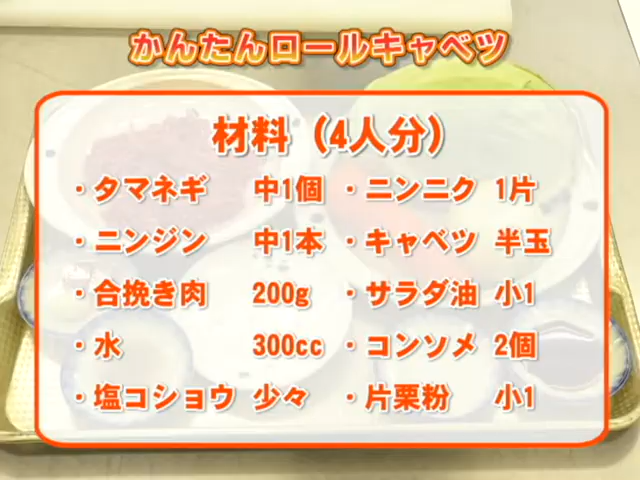 かんたんロールキャベツ
材料（4人分）
・タマネギ 中1個 ・ニンニク 1片
・ニンジン 中1本 ・キャベツ 半玉
・合挽き肉 200g ・サラダ油 小1
・水 300cc ・コンソメ 2個
・塩コショウ 少々 ・片栗粉 小1